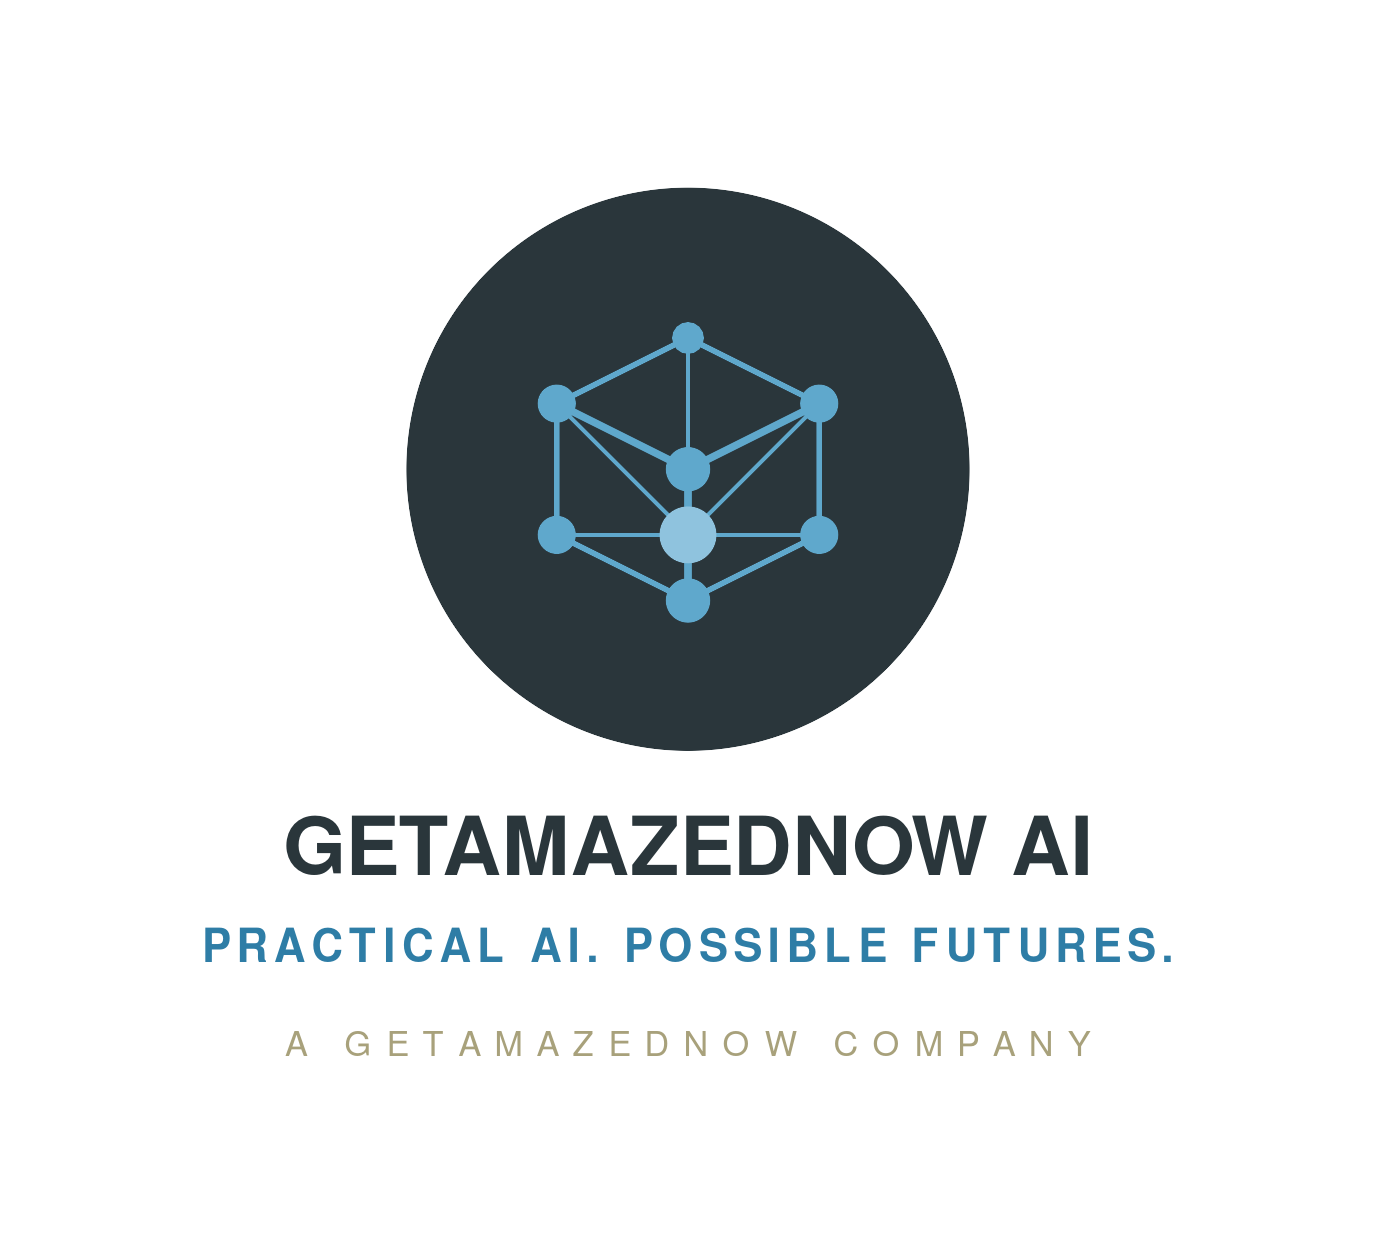 GETAMAZEDNOW AI
PRACTICAL AI. POSSIBLE FUTURES.
A GETAMAZEDNOW COMPANY